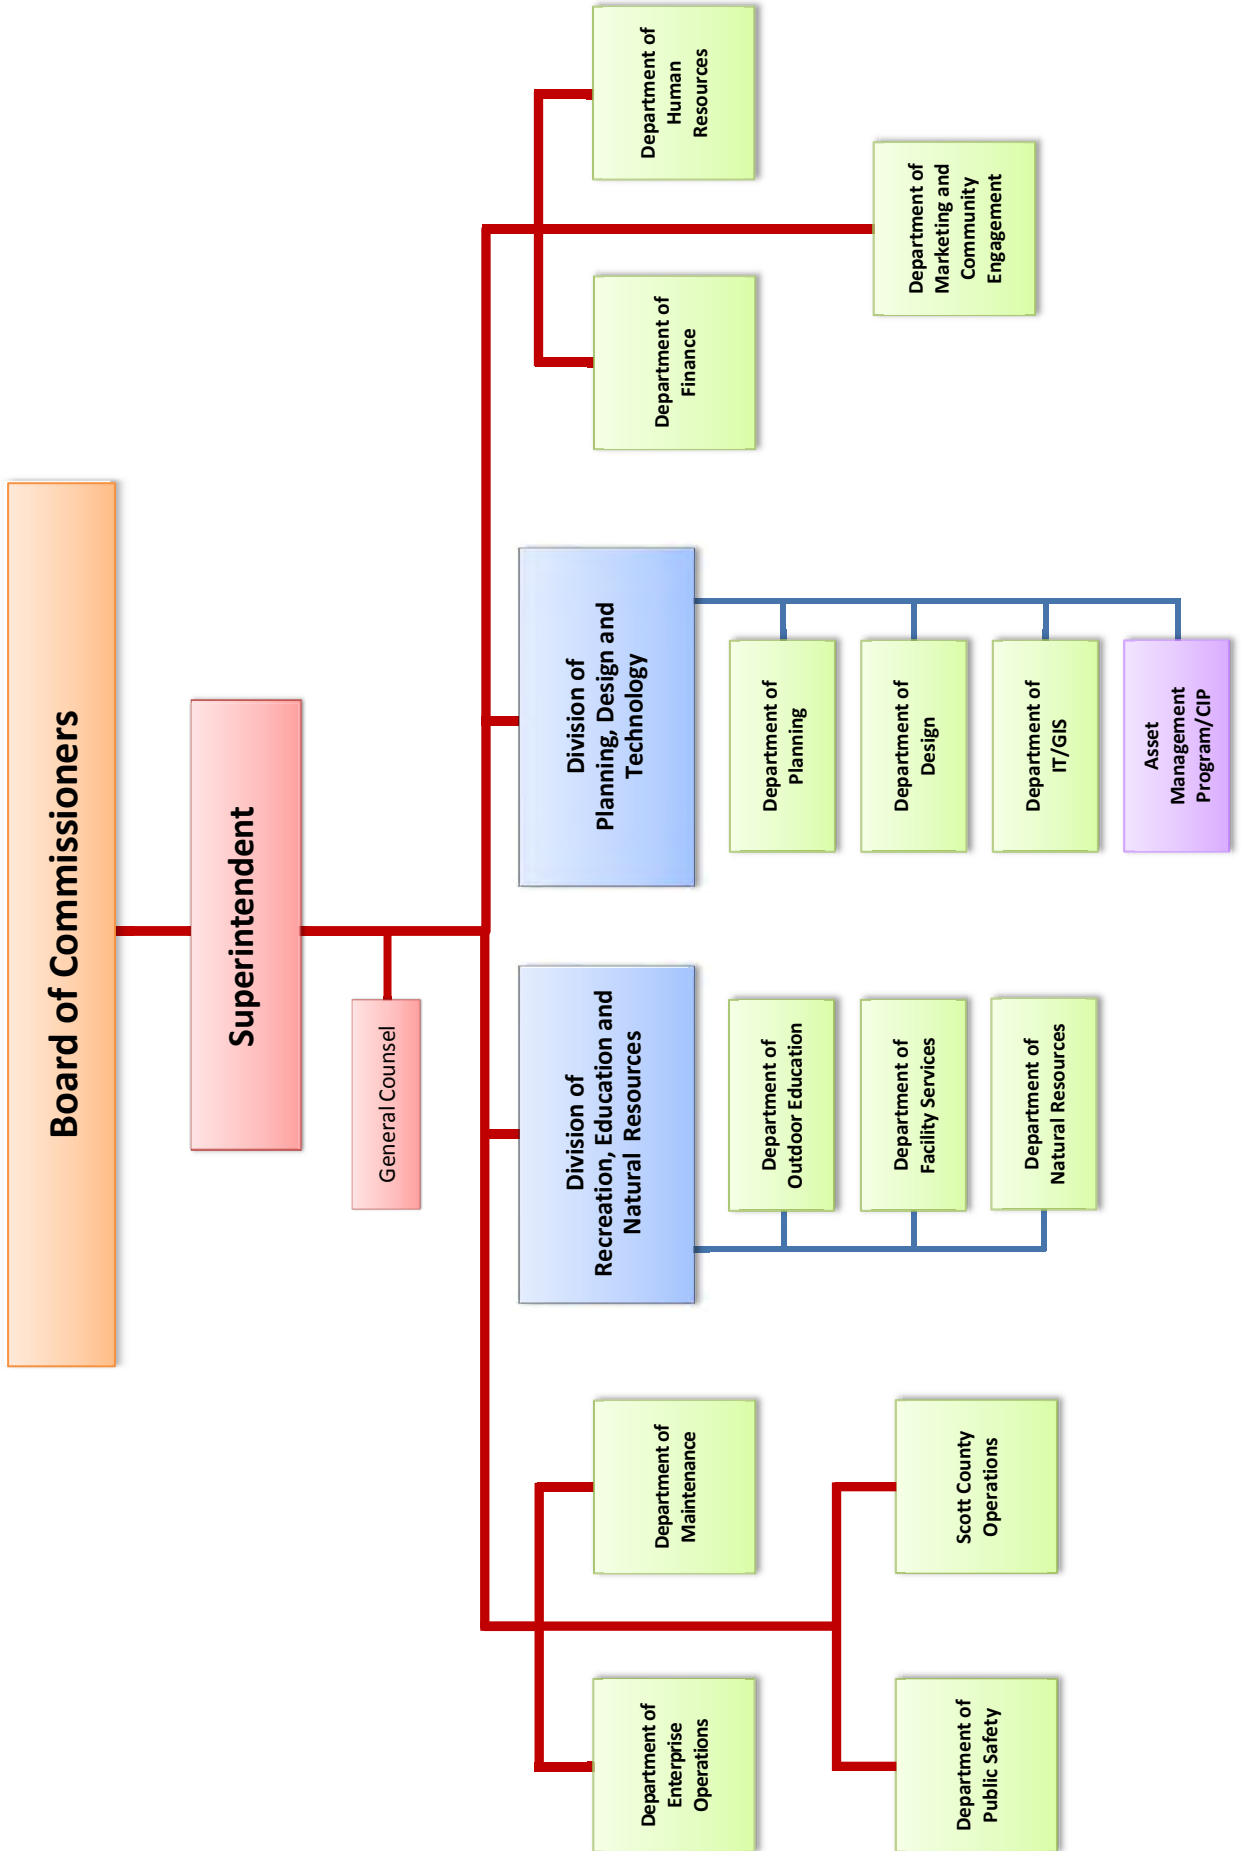 Board of Commissioners
Superintendent
General Counsel
Department of
Enterprise
Operations
Department of
Maintenance
Department of
Public Safety
Scott County
Operations
Division of
Recreation, Education and
Natural Resources
Department of
Outdoor Education
Department of
Facility Services
Department of
Natural Resources
Division of
Planning, Design and
Technology
Department of
Planning
Department of
Design
Department of
IT/GIS
Asset
Management
Program/CIP
Department of
Finance
Department of
Human
Resources
Department of
Marketing and
Community
Engagement